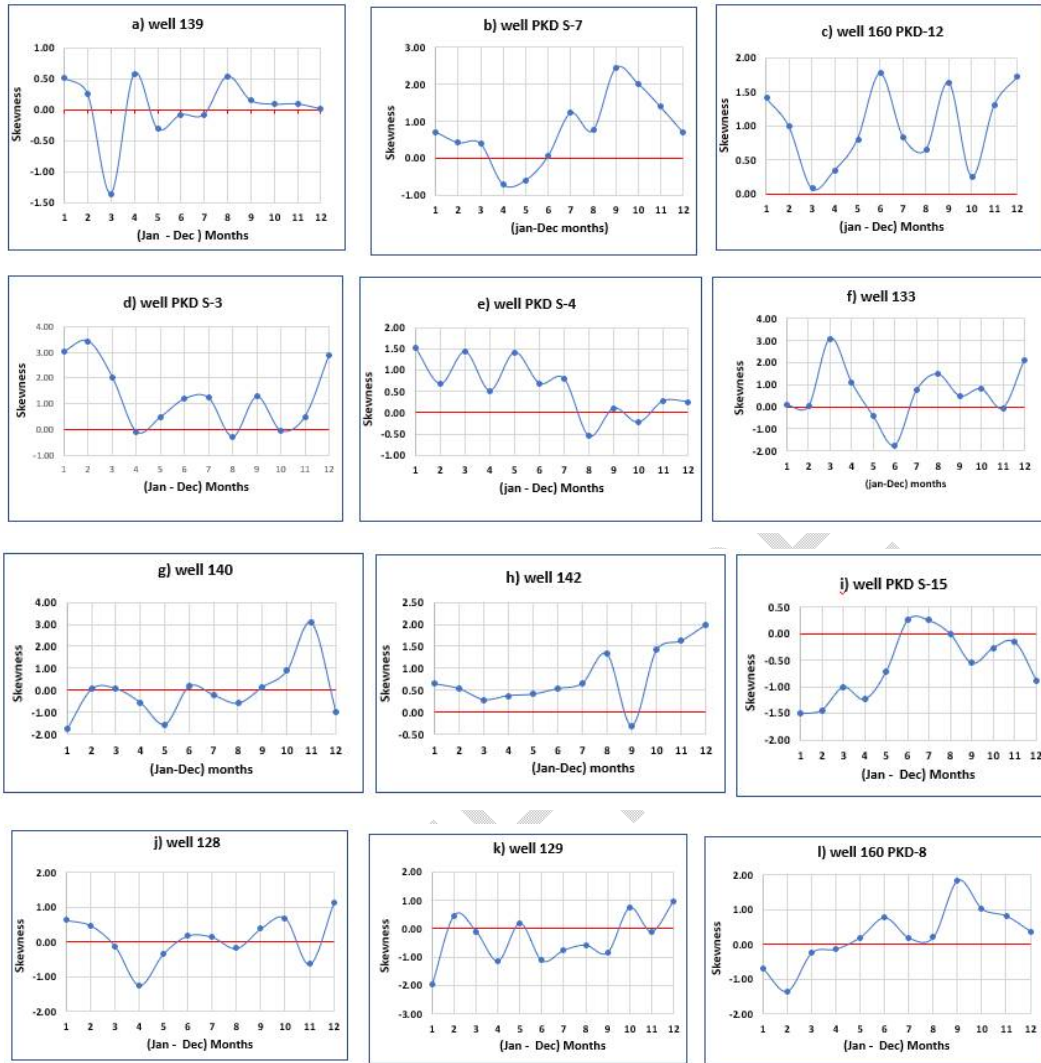 a) well 139
1.00
0.50
0.00
-0.50
-1.00
-1.50
Skewness
1 2 3 4 5 6 7 8 9 10 11 12
(Jan - Dec ) Months
b) well PKD S-7
3.00
2.00
1.00
0.00
-1.00
Skewness
1 2 3 4 5 6 7 8 9 10 11 12
(jan-Dec months)
c) well 160 PKD-12
2.00
1.50
1.00
0.50
0.00
Skewness
1 2 3 4 5 6 7 8 9 10 11 12
(jan - Dec) Months
d) well PKD S-3
4.00
3.00
2.00
1.00
0.00
-1.00
Skewness
1 2 3 4 5 6 7 8 9 10 11 12
(Jan - Dec) Months
e) well PKD S-4
2.00
1.50
1.00
0.50
0.00
-0.50
-1.00
Skewness
1 2 3 4 5 6 7 8 9 10 11 12
(Jan - Dec) Months
f) well 133
4.00
3.00
2.00
1.00
0.00
-1.00
-2.00
Skewness
1 2 3 4 5 6 7 8 9 10 11 12
(jan-Dec) months
g) well 140
4.00
3.00
2.00
1.00
0.00
-1.00
-2.00
Skewness
1 2 3 4 5 6 7 8 9 10 11 12
(Jan-Dec) months
h) well 142
2.50
2.00
1.50
1.00
0.50
0.00
-0.50
Skewness
1 2 3 4 5 6 7 8 9 10 11 12
(Jan-Dec) months
i) well PKD S-15
0.50
0.00
-0.50
-1.00
-1.50
-2.00
Skewness
1 2 3 4 5 6 7 8 9 10 11 12
(Jan - Dec) Months
j) well 128
2.00
1.00
0.00
-1.00
-2.00
Skewness
1 2 3 4 5 6 7 8 9 10 11 12
(Jan - Dec) Months
k) well 129
2.00
1.00
0.00
-1.00
-2.00
-3.00
Skewness
1 2 3 4 5 6 7 8 9 10 11 12
(Jan - Dec) Months
l) well 160 PKD-8
2.00
1.00
0.00
-1.00
-2.00
Skewness
1 2 3 4 5 6 7 8 9 10 11 12
(Jan - Dec) Months